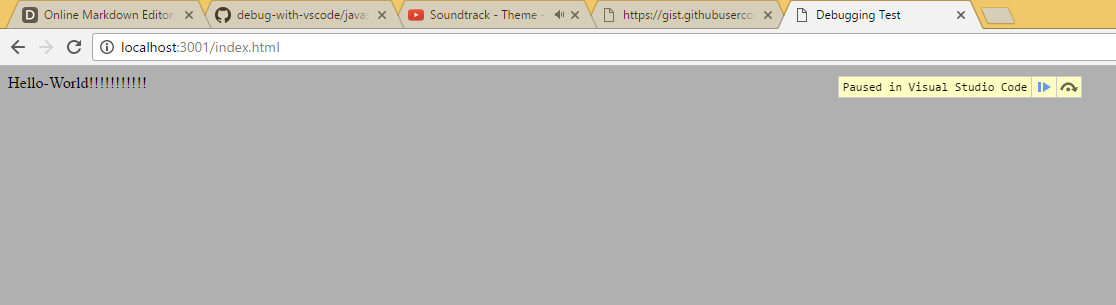 Online Markdown Editor
debug-with-vscode/javas
Soundtrack - Theme -
https://gist.githubuserco
Debugging Test
localhost:3001/index.html
Hello-World!!!!!!!!!!!
Paused in Visual Studio Code